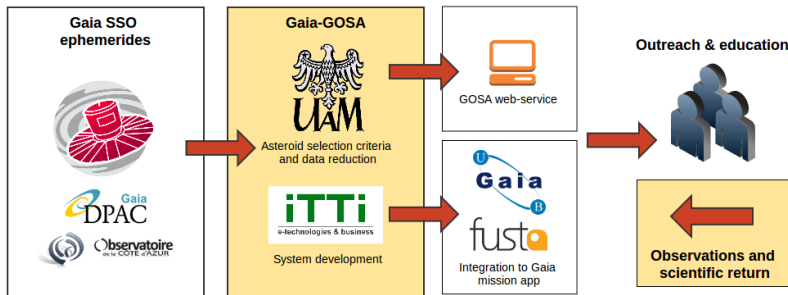 Gaia SSO
ephemerides
Gaia
DPAC
Observatoire
de la CÔTE d'AZUR
Gaia-GOSA
UAM
Asteroid selection criteria
and data reduction
iTTi
e-technologies & business
System development
GOSA web-service
U
Gaia
B
fusta
Integration to Gaia
mission app
Outreach & education
Observations and
scientific return